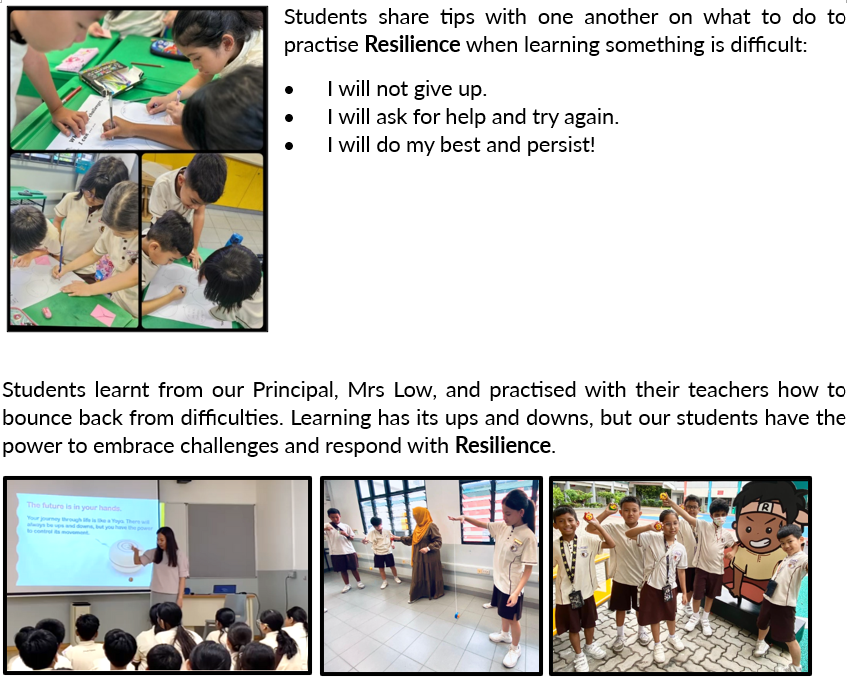 Students share tips with one another on what to do to
practise Resilience when learning something is difficult:
• I will not give up.
• I will ask for help and try again.
• I will do my best and persist!
Students learnt from our Principal, Mrs Low, and practised with their teachers how to
bounce back from difficulties. Learning has its ups and downs, but our students have the
power to embrace challenges and respond with Resilience.
The future is in your hands.
Your journey through life is like a Yoyo. There will
always be ups and downs, but you have the power
to control its movement.
R